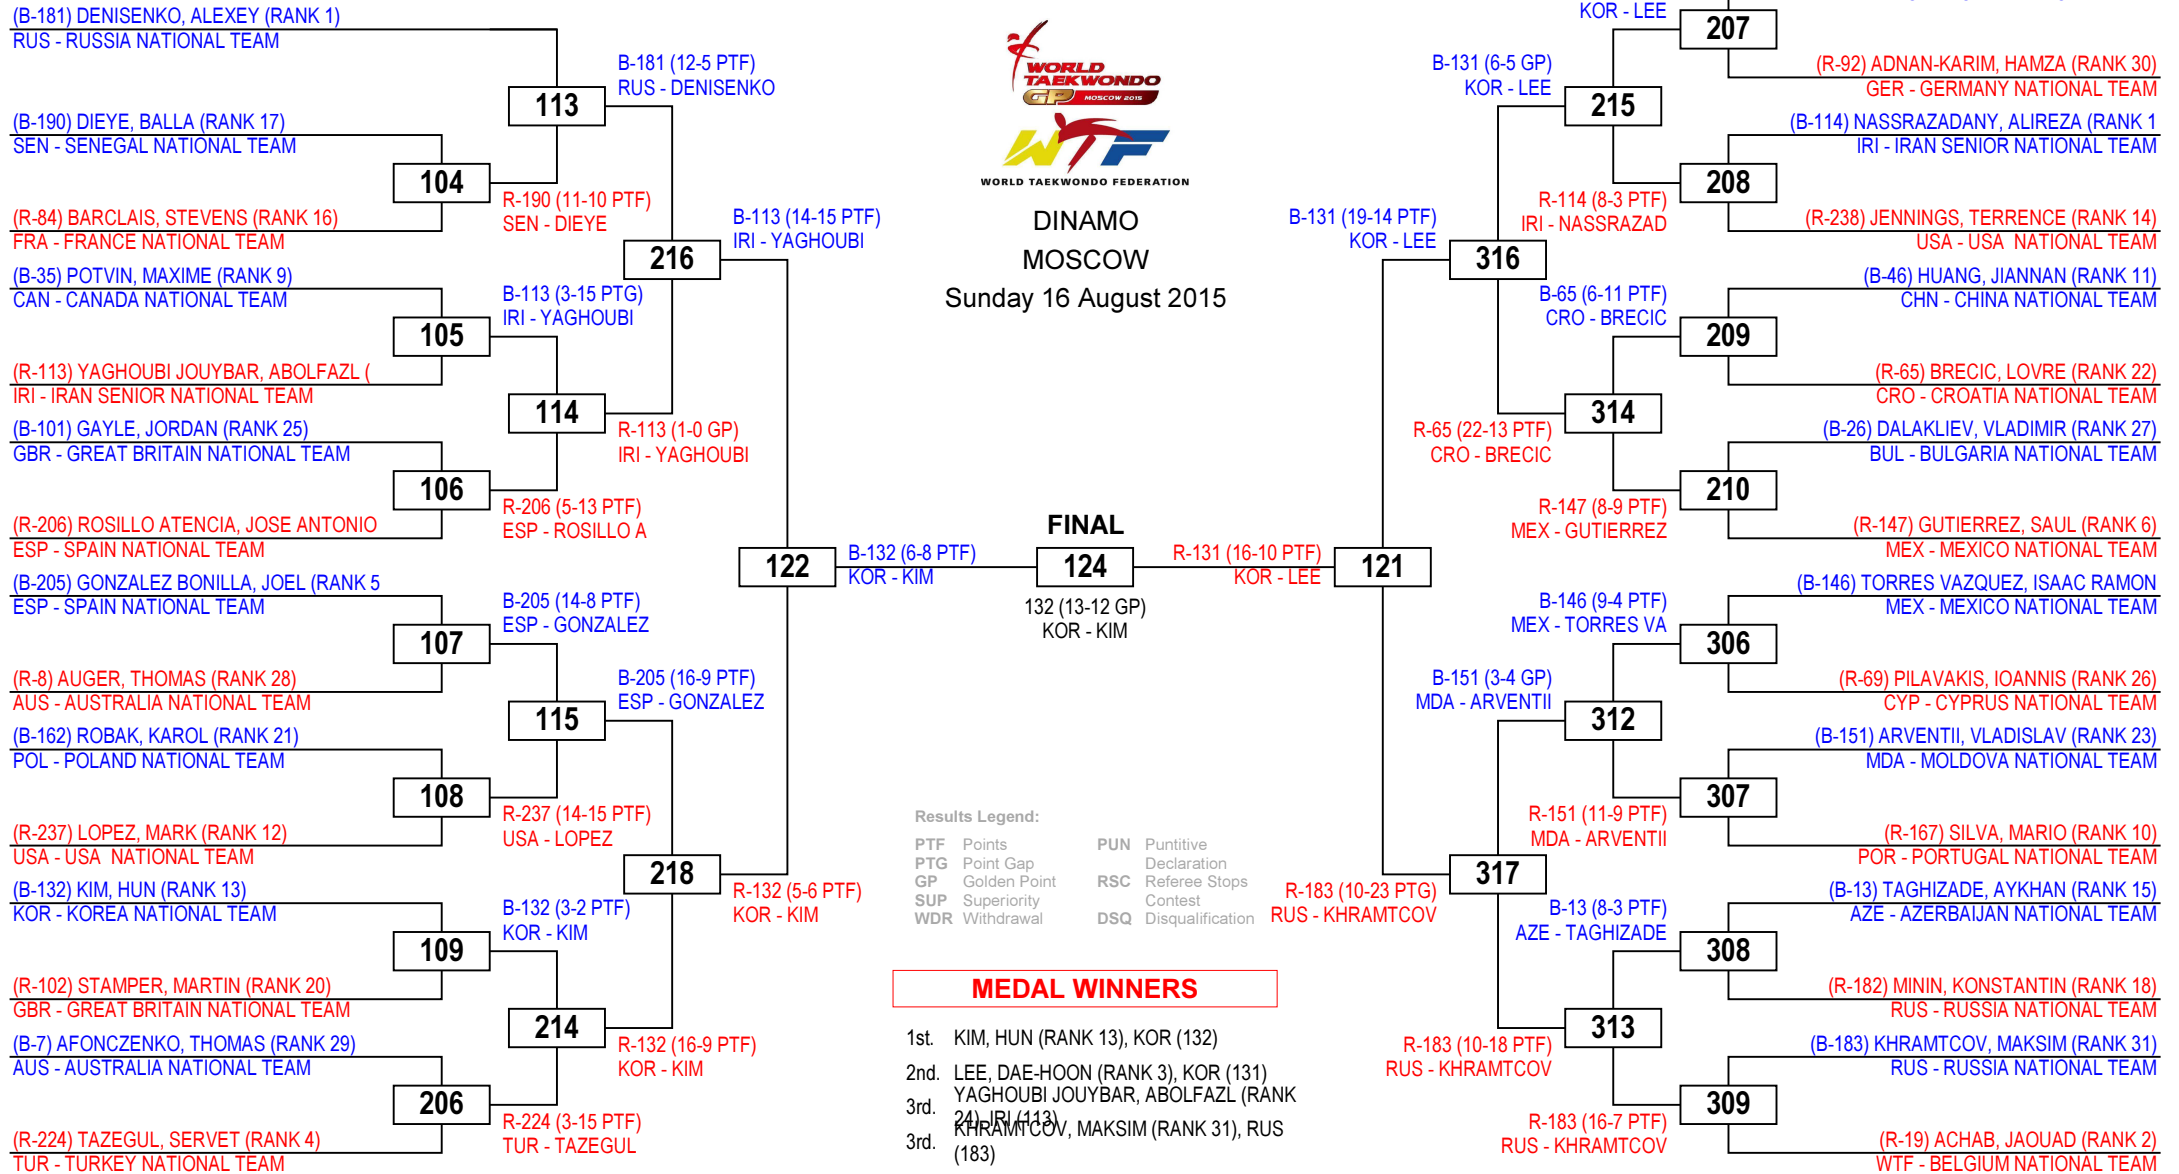 (B-181) DENISENKO, ALEXEY (RANK 1)
RUS - RUSSIA NATIONAL TEAM
(B-190) DIEYE, BALLA (RANK 17)
SEN - SENEGAL NATIONAL TEAM
(R-84) BARCLAIS, STEVENS (RANK 16)
FRA - FRANCE NATIONAL TEAM
(B-35) POTVIN, MAXIME (RANK 9)
CAN - CANADA NATIONAL TEAM
(R-113) YAGHOUBI JOUYBAR, ABOLFAZL (
IRI - IRAN SENIOR NATIONAL TEAM
(B-101) GAYLE, JORDAN (RANK 25)
GBR - GREAT BRITAIN NATIONAL TEAM
(R-206) ROSILLO ATENCIA, JOSE ANTONIO
ESP - SPAIN NATIONAL TEAM
(B-205) GONZALEZ BONILLA, JOEL (RANK 5
ESP - SPAIN NATIONAL TEAM
(R-8) AUGER, THOMAS (RANK 28)
AUS - AUSTRALIA NATIONAL TEAM
(B-162) ROBAK, KAROL (RANK 21)
POL - POLAND NATIONAL TEAM
(R-237) LOPEZ, MARK (RANK 12)
USA - USA  NATIONAL TEAM
(B-132) KIM, HUN (RANK 13)
KOR - KOREA NATIONAL TEAM
(R-102) STAMPER, MARTIN (RANK 20)
GBR - GREAT BRITAIN NATIONAL TEAM
(B-7) AFONCZENKO, THOMAS (RANK 29)
AUS - AUSTRALIA NATIONAL TEAM
(R-224) TAZEGUL, SERVET (RANK 4)
TUR - TURKEY NATIONAL TEAM
104
105
106
107
108
109
206
B-181 (12-5 PTF)
RUS - DENISENKO
113
R-190 (11-10 PTF)
SEN - DIEYE
B-113 (3-15 PTG)
IRI - YAGHOUBI
114
R-113 (1-0 GP)
IRI - YAGHOUBI
R-206 (5-13 PTF)
ESP - ROSILLO A
B-205 (14-8 PTF)
ESP - GONZALEZ
B-205 (16-9 PTF)
ESP - GONZALEZ
115
R-237 (14-15 PTF)
USA - LOPEZ
B-132 (3-2 PTF)
KOR - KIM
214
R-132 (16-9 PTF)
KOR - KIM
R-224 (3-15 PTF)
TUR - TAZEGUL
B-113 (14-15 PTF)
IRI - YAGHOUBI
216
218
R-132 (5-6 PTF)
KOR - KIM
122
B-132 (6-8 PTF)
KOR - KIM
WORLD
TAEKWONDO
GP MOSCOW 2015
WTF
WORLD TAEKWONDO FEDERATION
DINAMO
MOSCOW
Sunday 16 August 2015
FINAL
124
132 (13-12 GP)
KOR - KIM
R-131 (16-10 PTF)
KOR - LEE
121
Results Legend:
PTF Points
PTG Point Gap
GP Golden Point
SUP Superiority
WDR Withdrawal
PUN Puntitive
Declaration
RSC Referee Stops
Contest
DSQ Disqualification
MEDAL WINNERS
1st. KIM, HUN (RANK 13), KOR (132)
2nd. LEE, DAE-HOON (RANK 3), KOR (131)
3rd. YAGHOUBI JOUYBAR, ABOLFAZL (RANK
24), IRI (113)
3rd. KHRAMTCOV, MAKSIM (RANK 31), RUS
(183)
B-131 (19-14 PTF)
KOR - LEE
316
317
R-183 (10-23 PTG)
RUS - KHRAMTCOV
B-131 (6-5 GP)
KOR - LEE
215
R-114 (8-3 PTF)
IRI - NASSRAZAD
B-65 (6-11 PTF)
CRO - BRECIC
314
R-65 (22-13 PTF)
CRO - BRECIC
R-147 (8-9 PTF)
MEX - GUTIERREZ
B-146 (9-4 PTF)
MEX - TORRES VA
B-151 (3-4 GP)
MDA - ARVENTII
312
R-151 (11-9 PTF)
MDA - ARVENTII
B-13 (8-3 PTF)
AZE - TAGHIZADE
313
R-183 (10-18 PTF)
RUS - KHRAMTCOV
R-183 (16-7 PTF)
RUS - KHRAMTCOV
KOR - LEE
207
208
209
210
306
307
308
309
(R-92) ADNAN-KARIM, HAMZA (RANK 30)
GER - GERMANY NATIONAL TEAM
(B-114) NASSRAZADANY, ALIREZA (RANK 1
IRI - IRAN SENIOR NATIONAL TEAM
(R-238) JENNINGS, TERRENCE (RANK 14)
USA - USA  NATIONAL TEAM
(B-46) HUANG, JIANNAN (RANK 11)
CHN - CHINA NATIONAL TEAM
(R-65) BRECIC, LOVRE (RANK 22)
CRO - CROATIA NATIONAL TEAM
(B-26) DALAKLIEV, VLADIMIR (RANK 27)
BUL - BULGARIA NATIONAL TEAM
(R-147) GUTIERREZ, SAUL (RANK 6)
MEX - MEXICO NATIONAL TEAM
(B-146) TORRES VAZQUEZ, ISAAC RAMON
MEX - MEXICO NATIONAL TEAM
(R-69) PILAVAKIS, IOANNIS (RANK 26)
CYP - CYPRUS NATIONAL TEAM
(B-151) ARVENTII, VLADISLAV (RANK 23)
MDA - MOLDOVA NATIONAL TEAM
(R-167) SILVA, MARIO (RANK 10)
POR - PORTUGAL NATIONAL TEAM
(B-13) TAGHIZADE, AYKHAN (RANK 15)
AZE - AZERBAIJAN NATIONAL TEAM
(R-182) MININ, KONSTANTIN (RANK 18)
RUS - RUSSIA NATIONAL TEAM
(B-183) KHRAMTCOV, MAKSIM (RANK 31)
RUS - RUSSIA NATIONAL TEAM
(R-19) ACHAB, JAOUAD (RANK 2)
WTF - BELGIUM NATIONAL TEAM